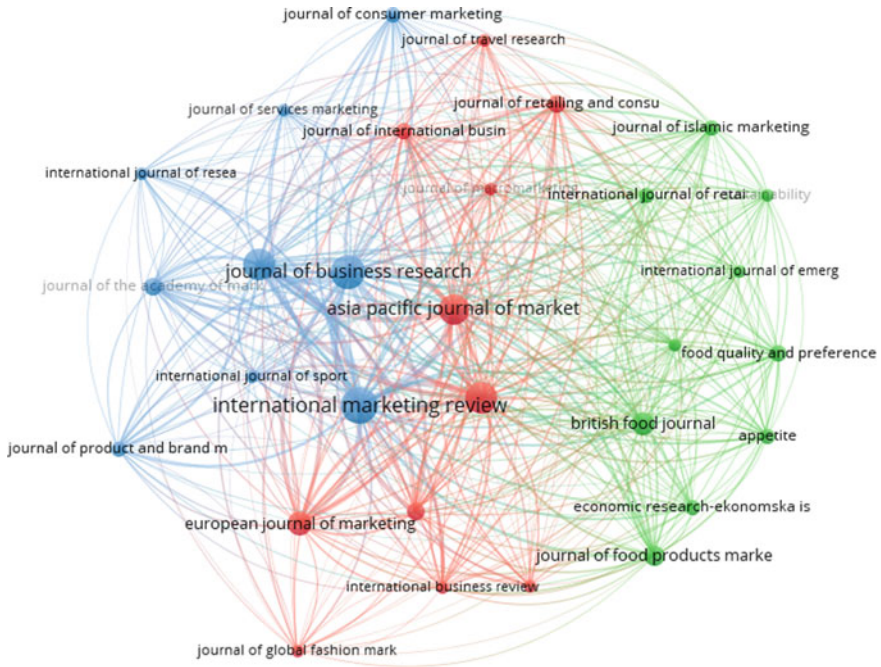 journal of consumer marketing
journal of travel research
journal of services marketing
journal of retailing and consu
journal of international busin
journal of islamic marketing
international journal of resea
journal of macromarketing
international journal of retai
sustainability
journal of business research
international journal of emerg
journal of the academy of mark
asia pacific journal of market
food quality and preference
international journal of sport
international marketing review
british food journal
appetite
journal of product and brand m
economic research-ekonomska is
european journal of marketing
journal of food products marke
international business review
journal of global fashion mark